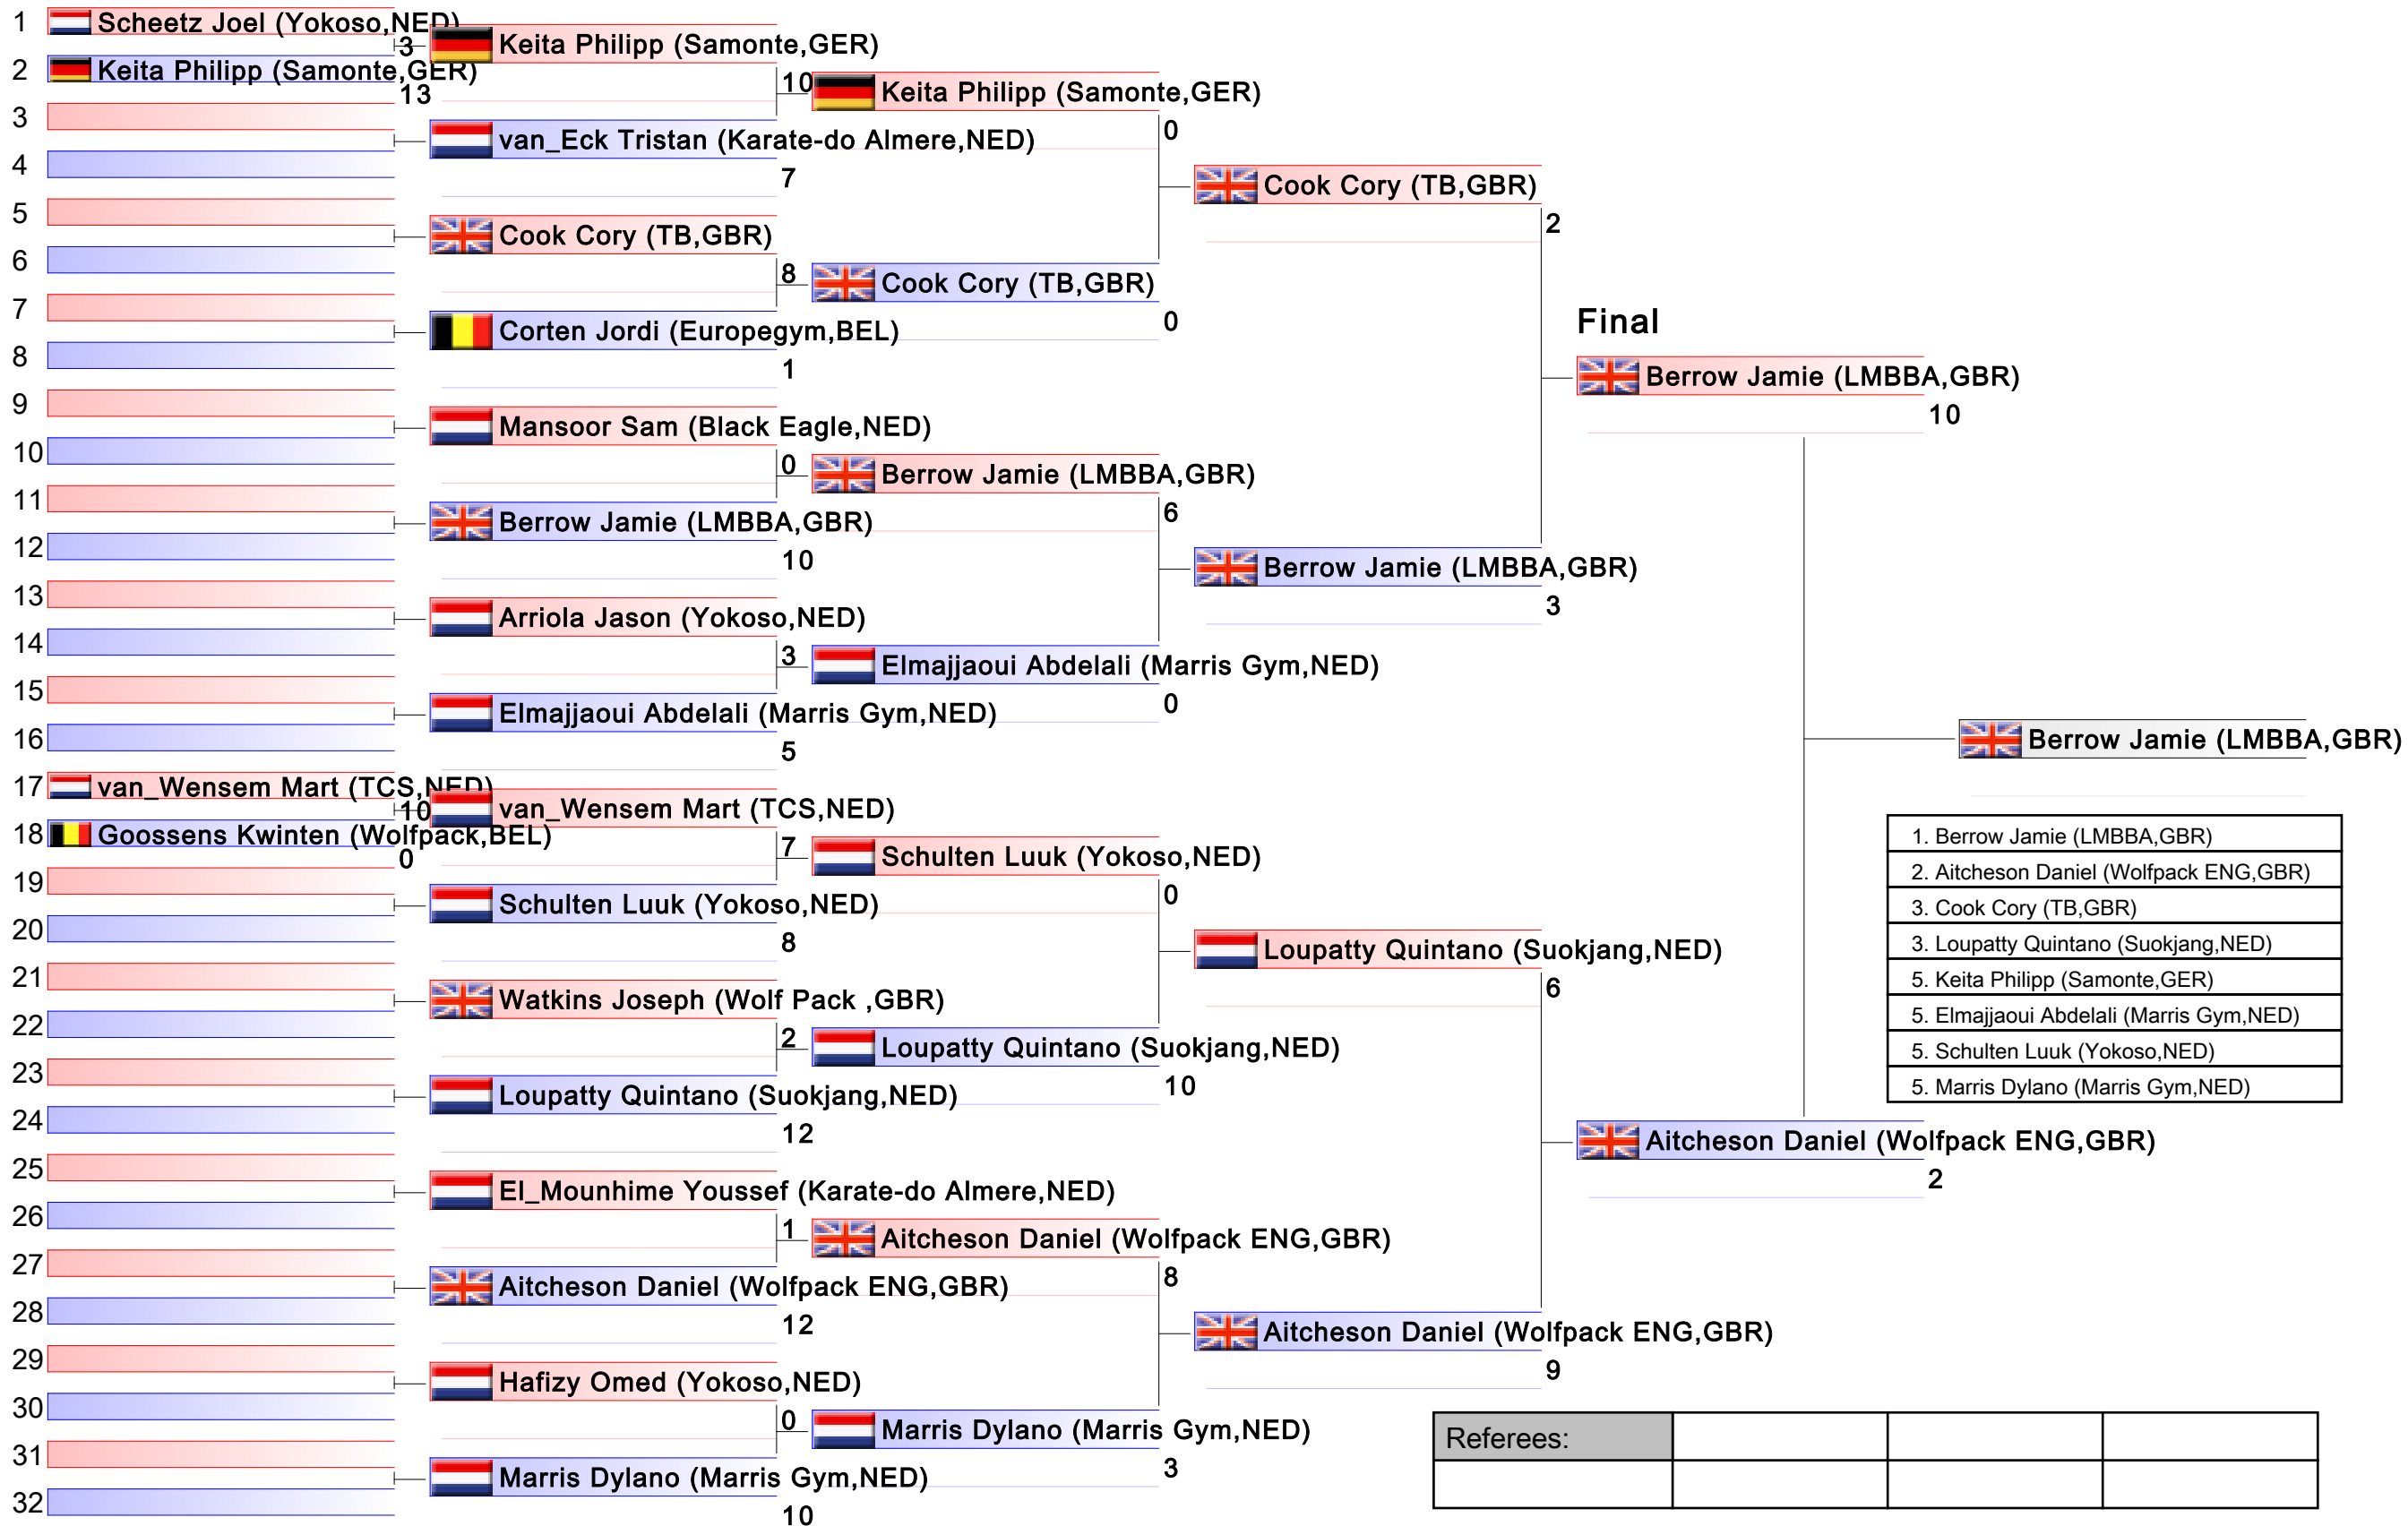 1 Scheetz Joel (Yokoso,NED)
3
2 Keita Philipp (Samonte,GER)
13
3
4
5
6
7
8
9
10
11
12
13
14
15
16
17 van_Wensem Mart (TCS,NED)
10
18 Goossens Kwinten (Wolfpack,BEL)
0
19
20
21
22
23
24
25
26
27
28
29
30
31
32
Keita Philipp (Samonte,GER)
10
van_Eck Tristan (Karate-do Almere,NED)
7
Cook Cory (TB,GBR)
8
Corten Jordi (Europegym,BEL)
1
Mansoor Sam (Black Eagle,NED)
0
Berrow Jamie (LMBBA,GBR)
10
Arriola Jason (Yokoso,NED)
3
Elmajjaoui Abdelali (Marris Gym,NED)
5
van_Wensem Mart (TCS,NED)
7
Schulten Luuk (Yokoso,NED)
8
Watkins Joseph (Wolf Pack ,GBR)
2
Loupatty Quintano (Suokjang,NED)
12
El_Mounhime Youssef (Karate-do Almere,NED)
1
Aitcheson Daniel (Wolfpack ENG,GBR)
12
Hafizy Omed (Yokoso,NED)
0
Marris Dylano (Marris Gym,NED)
10
Keita Philipp (Samonte,GER)
0
Cook Cory (TB,GBR)
0
Berrow Jamie (LMBBA,GBR)
6
Elmajjaoui Abdelali (Marris Gym,NED)
0
Schulten Luuk (Yokoso,NED)
0
Loupatty Quintano (Suokjang,NED)
10
Aitcheson Daniel (Wolfpack ENG,GBR)
8
Marris Dylano (Marris Gym,NED)
3
Cook Cory (TB,GBR)
2
Berrow Jamie (LMBBA,GBR)
3
Loupatty Quintano (Suokjang,NED)
6
Aitcheson Daniel (Wolfpack ENG,GBR)
9
Final
Berrow Jamie (LMBBA,GBR)
10
Aitcheson Daniel (Wolfpack ENG,GBR)
2
Berrow Jamie (LMBBA,GBR)
1. Berrow Jamie (LMBBA,GBR)
2. Aitcheson Daniel (Wolfpack ENG,GBR)
3. Cook Cory (TB,GBR)
3. Loupatty Quintano (Suokjang,NED)
5. Keita Philipp (Samonte,GER)
5. Elmajjaoui Abdelali (Marris Gym,NED)
5. Schulten Luuk (Yokoso,NED)
5. Marris Dylano (Marris Gym,NED)
Referees: